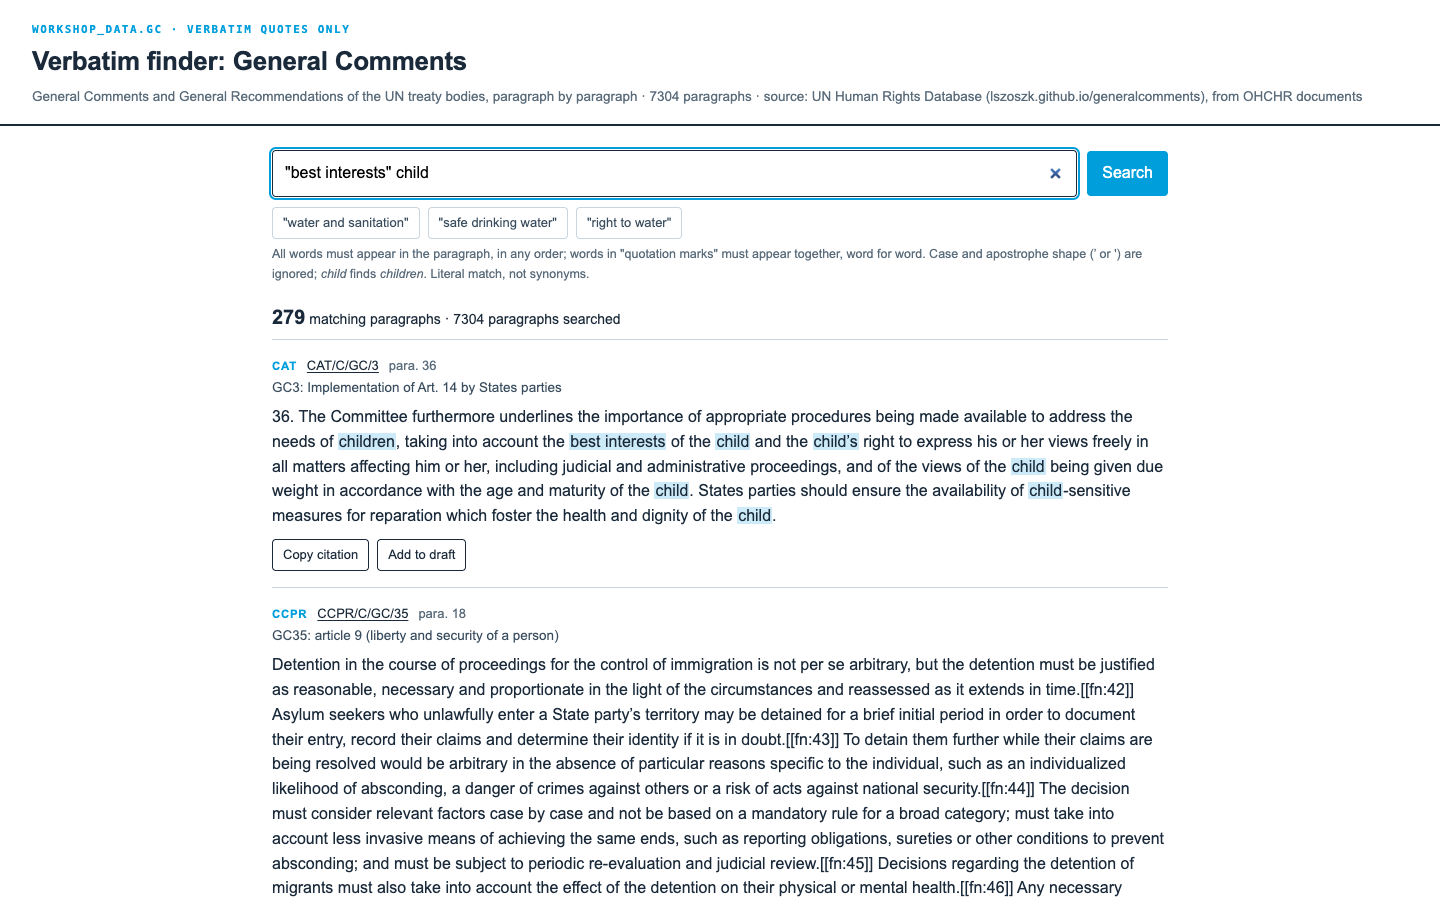 WORKSHOP_DATA.GC · VERBATIM QUOTES ONLY
Verbatim finder: General Comments
General Comments and General Recommendations of the UN treaty bodies, paragraph by paragraph · 7304 paragraphs · source: UN Human Rights Database (lszoszk.github.io/generalcomments), from OHCHR documents
"best interests" child
Search
"water and sanitation" "safe drinking water" "right to water"
All words must appear in the paragraph, in any order; words in "quotation marks" must appear together, word for word. Case and apostrophe shape (’ or ') are
ignored; child finds children. Literal match, not synonyms.
279 matching paragraphs · 7304 paragraphs searched
CAT CAT/C/GC/3 para. 36
GC3: Implementation of Art. 14 by States parties
36. The Committee furthermore underlines the importance of appropriate procedures being made available to address the
needs of children, taking into account the best interests of the child and the child’s right to express his or her views freely in
all matters affecting him or her, including judicial and administrative proceedings, and of the views of the child being given due
weight in accordance with the age and maturity of the child. States parties should ensure the availability of child-sensitive
measures for reparation which foster the health and dignity of the child.
Copy citation Add to draft
CCPR CCPR/C/GC/35 para. 18
GC35: article 9 (liberty and security of a person)
Detention in the course of proceedings for the control of immigration is not per se arbitrary, but the detention must be justified
as reasonable, necessary and proportionate in the light of the circumstances and reassessed as it extends in time.[[fn:42]]
Asylum seekers who unlawfully enter a State party’s territory may be detained for a brief initial period in order to document
their entry, record their claims and determine their identity if it is in doubt.[[fn:43]] To detain them further while their claims are
being resolved would be arbitrary in the absence of particular reasons specific to the individual, such as an individualized
likelihood of absconding, a danger of crimes against others or a risk of acts against national security.[[fn:44]] The decision
must consider relevant factors case by case and not be based on a mandatory rule for a broad category; must take into
account less invasive means of achieving the same ends, such as reporting obligations, sureties or other conditions to prevent
absconding; and must be subject to periodic re-evaluation and judicial review.[[fn:45]] Decisions regarding the detention of
migrants must also take into account the effect of the detention on their physical or mental health.[[fn:46]] Any necessary